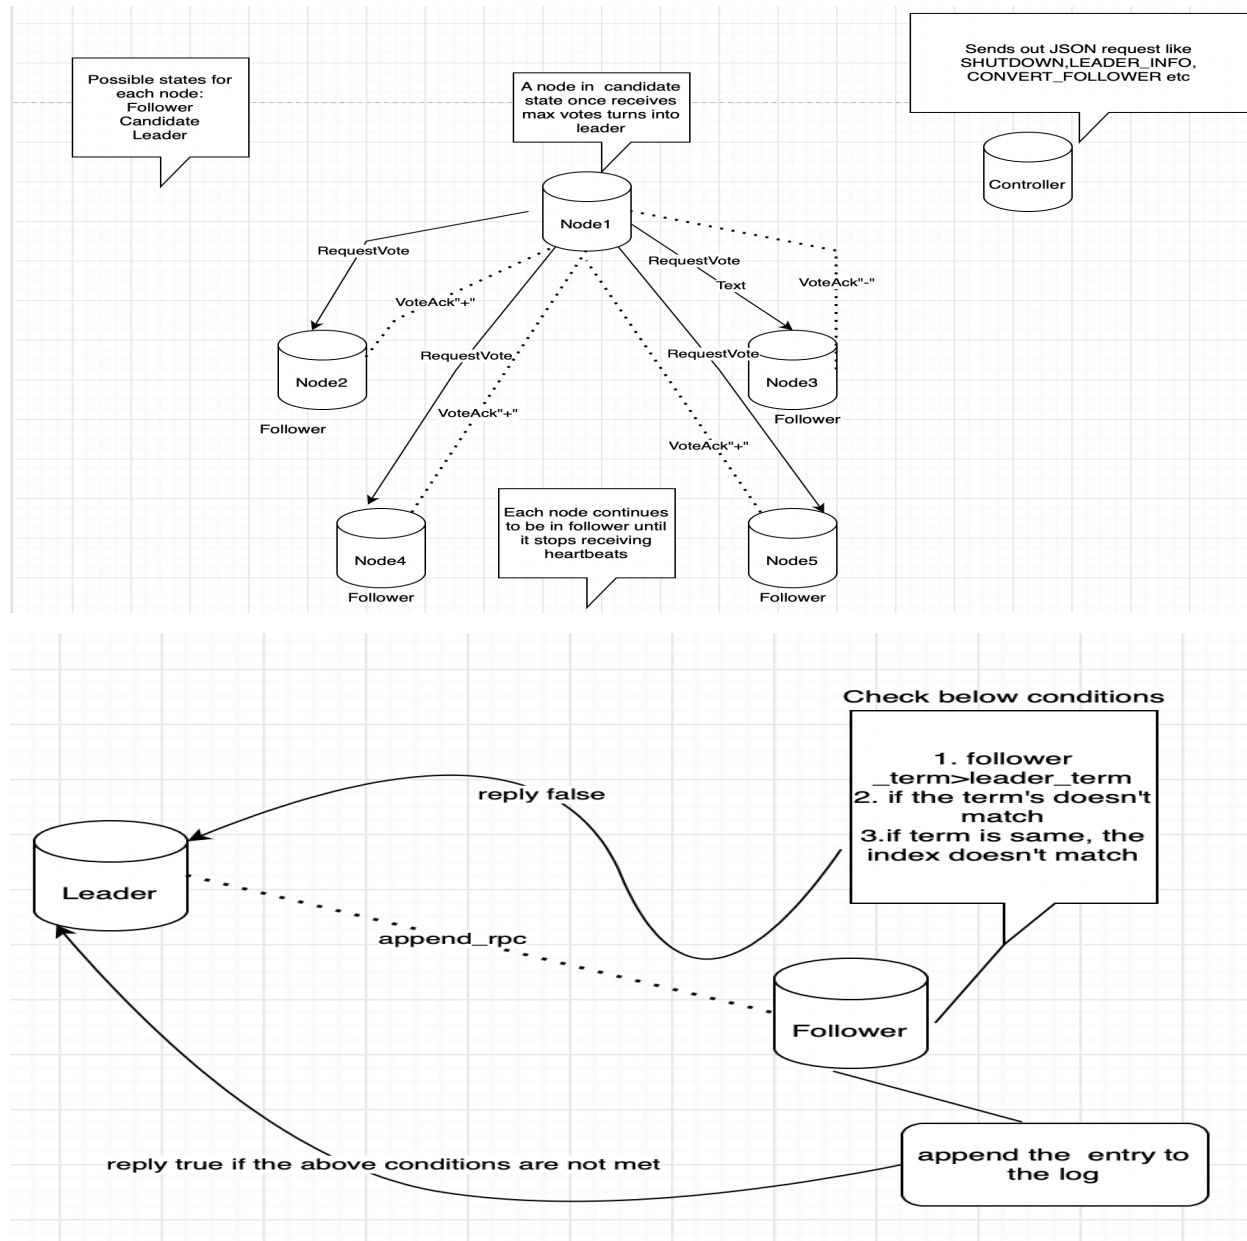 Possible states for
each node:
Follower
Candidate
Leader
A node in  candidate
state once receives
max votes turns into
leader
Sends out JSON request like
SHUTDOWN,LEADER_INFO,
CONVERT_FOLLOWER etc
Controller
Node1
RequestVote
VoteAck"+"
RequestVote
Text
VoteAck"-"
RequestVote
RequestVote
Node2
Follower
Node3
Follower
VoteAck"+"
VoteAck"+"
Each node continues
to be in follower until
it stops receiving
heartbeats
Node4
Follower
Node5
Follower
Check below conditions
1. follower
_term>leader_term
2. if the term's doesn't
match
3.if term is same, the
index doesn't match
reply false
Leader
append_rpc
Follower
append the  entry to
the log
reply true if the above conditions are not met